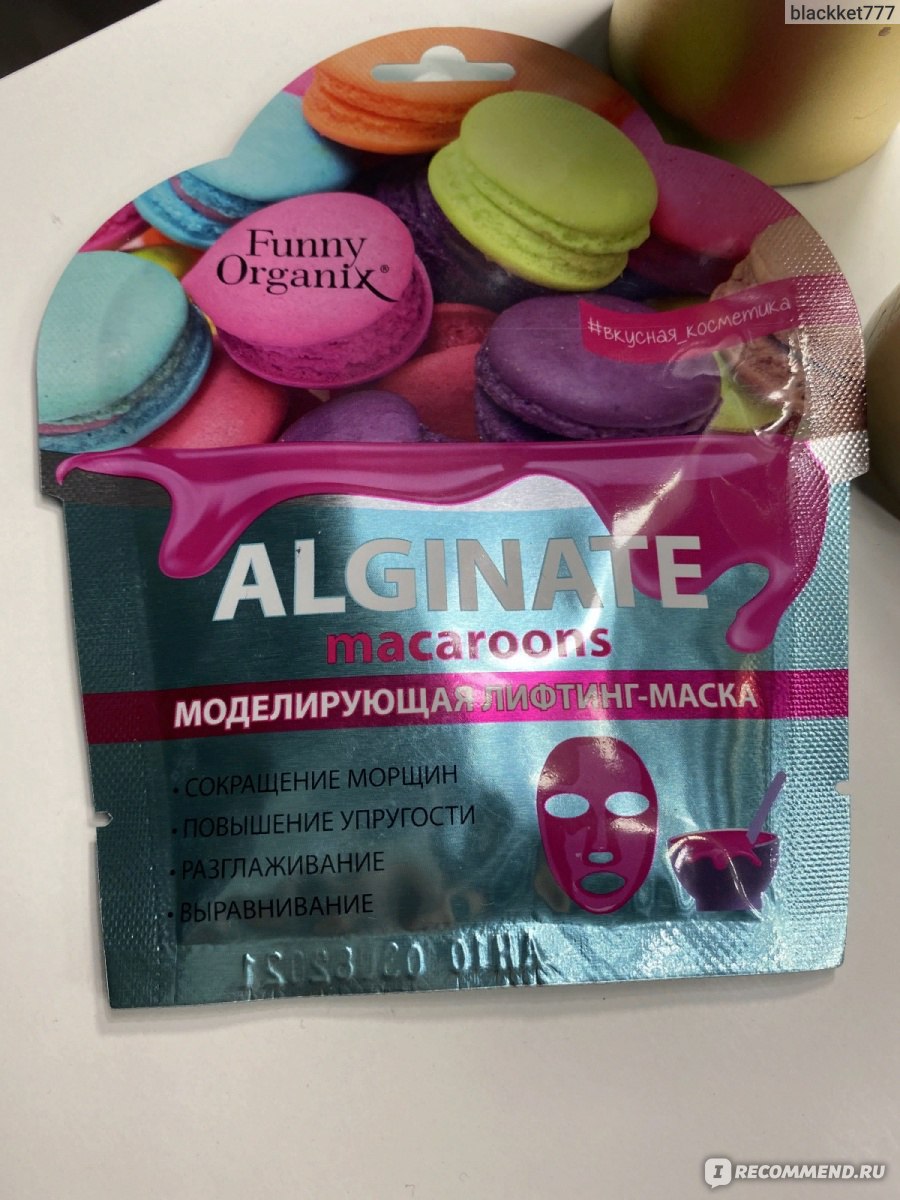 blackket777
Funny
Organix®
#вкусная_косметика
ALGINATE
macaroons
МОДЕЛИРУЮЩАЯ ЛИФТИНГ-МАСКА
• СОКРАЩЕНИЕ МОРЩИН
• ПОВЫШЕНИЕ УПРУГОСТИ
• РАЗГЛАЖИВАНИЕ
• ВЫРАВНИВАНИЕ
IRECOMMEND.RU